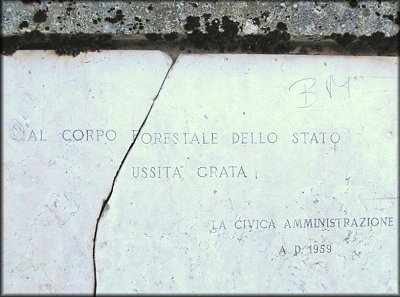 B M
AL CORPO FORESTALE DELLO STATO
USSITA GRATA
LA CIVICA AMMINISTRAZIONE
A D 1959